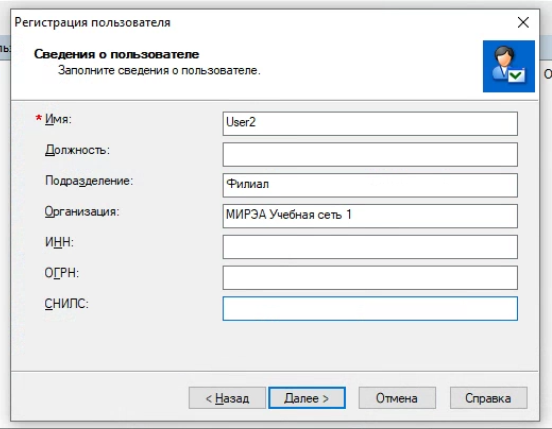 Регистрация пользователя
Сведения о пользователе
Заполните сведения о пользователе.
* Имя: User2
Должность:
Подразделение: Филиал
Организация: МИРЭА Учебная сеть 1
ИНН:
ОГРН:
СНИЛС:
< Назад Далее > Отмена Справка